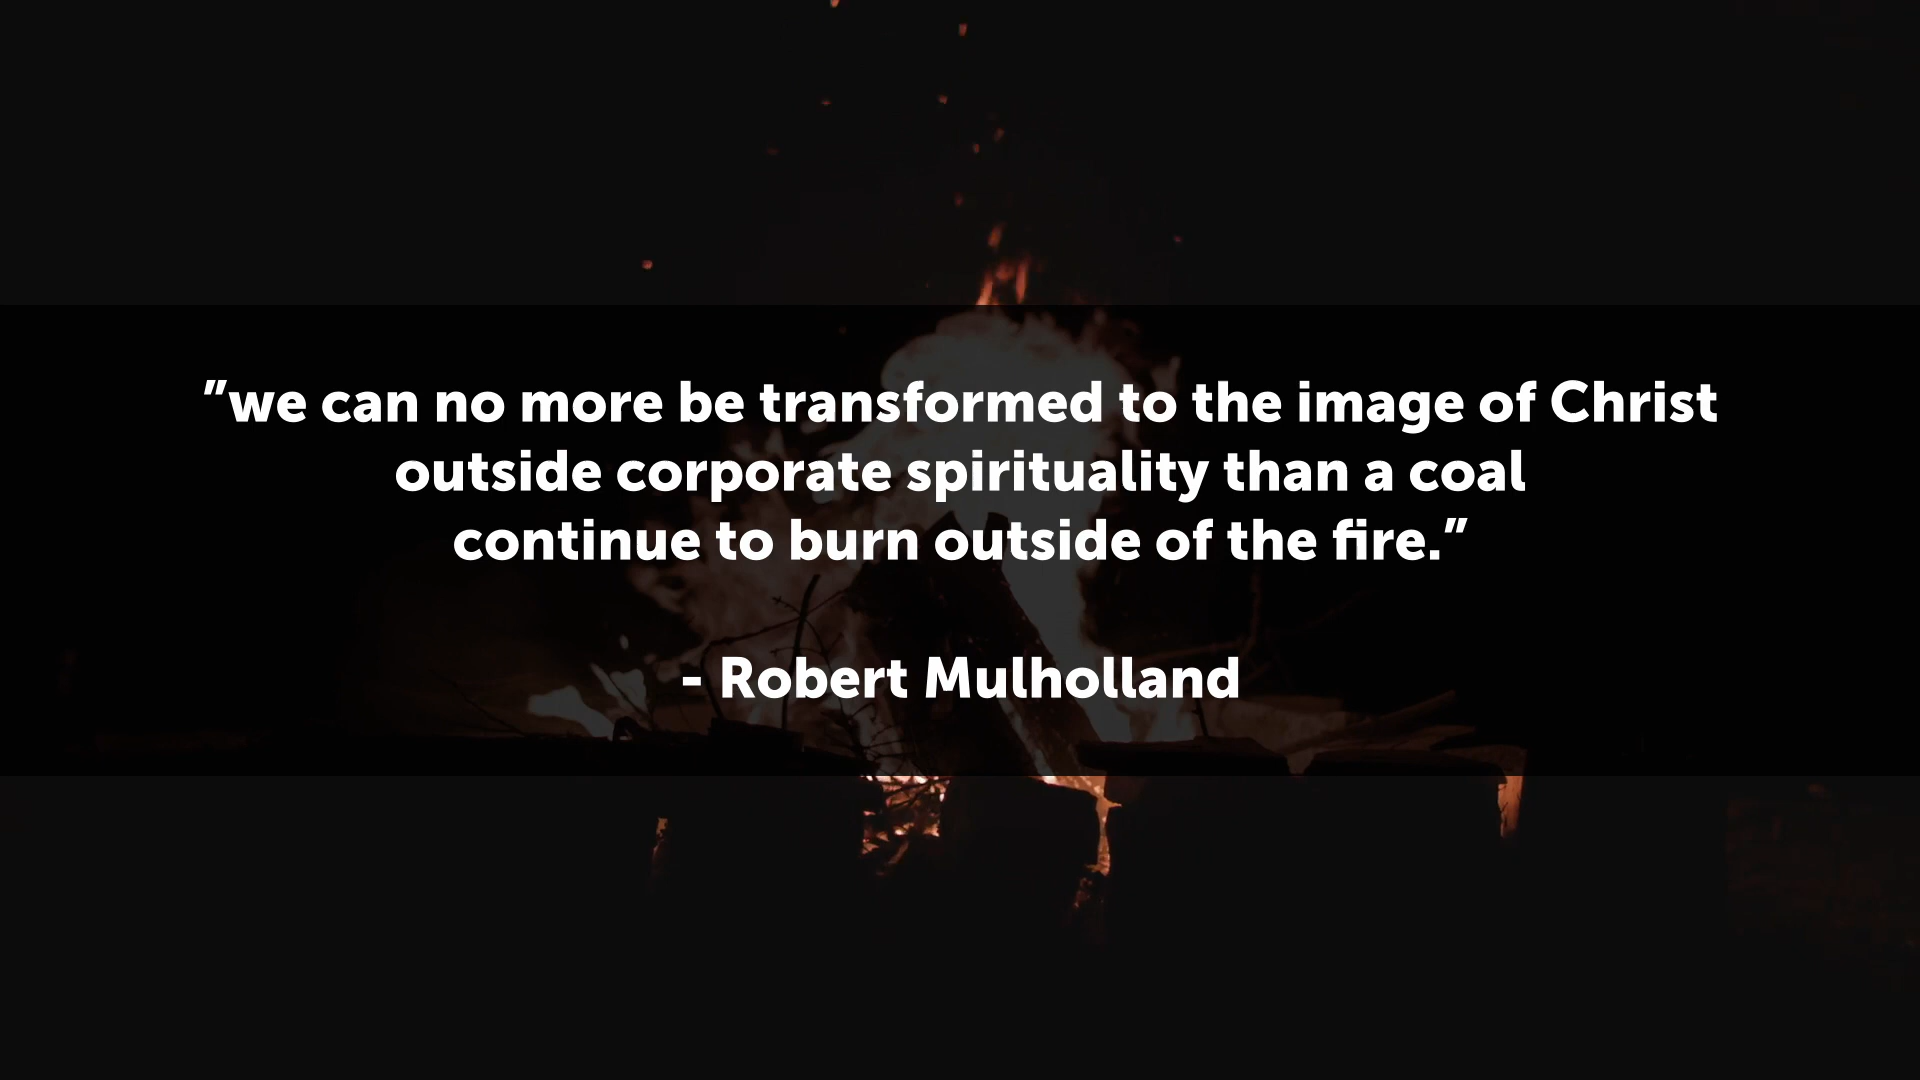 "we can no more be transformed to the image of Christ
outside corporate spirituality than a coal
continue to burn outside of the fire."
- Robert Mulholland